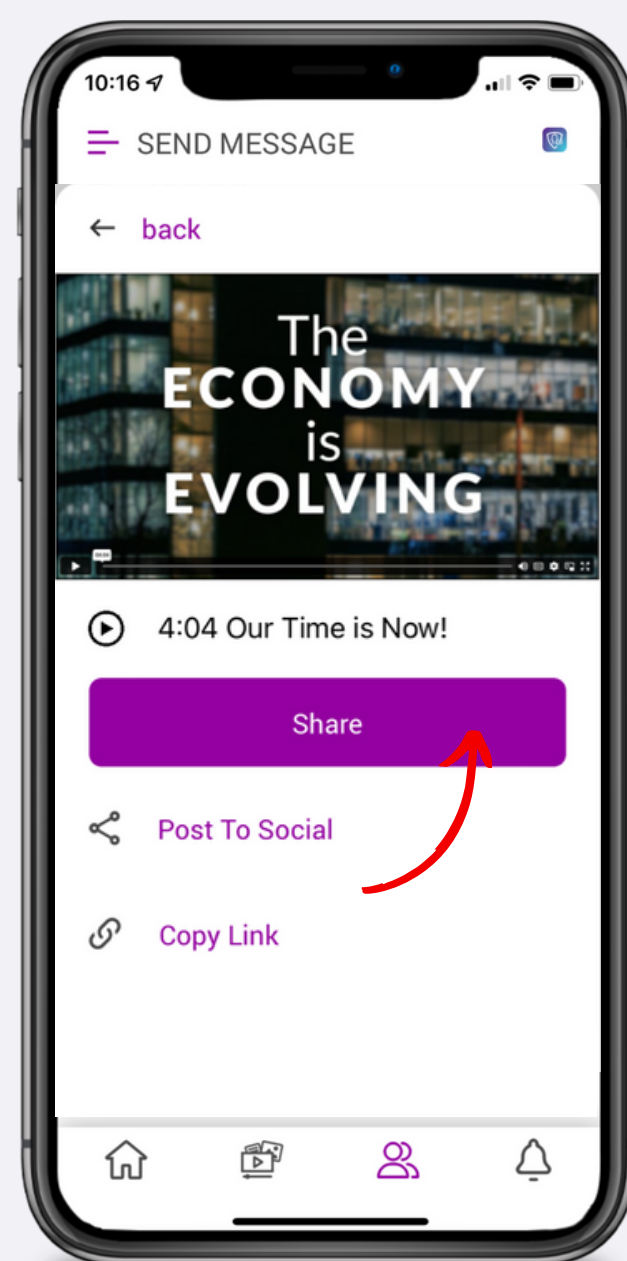 10:16
SEND MESSAGE
back
The
ECONOMY
is
EVOLVING
4:04 Our Time is Now!
Share
Post To Social
Copy Link